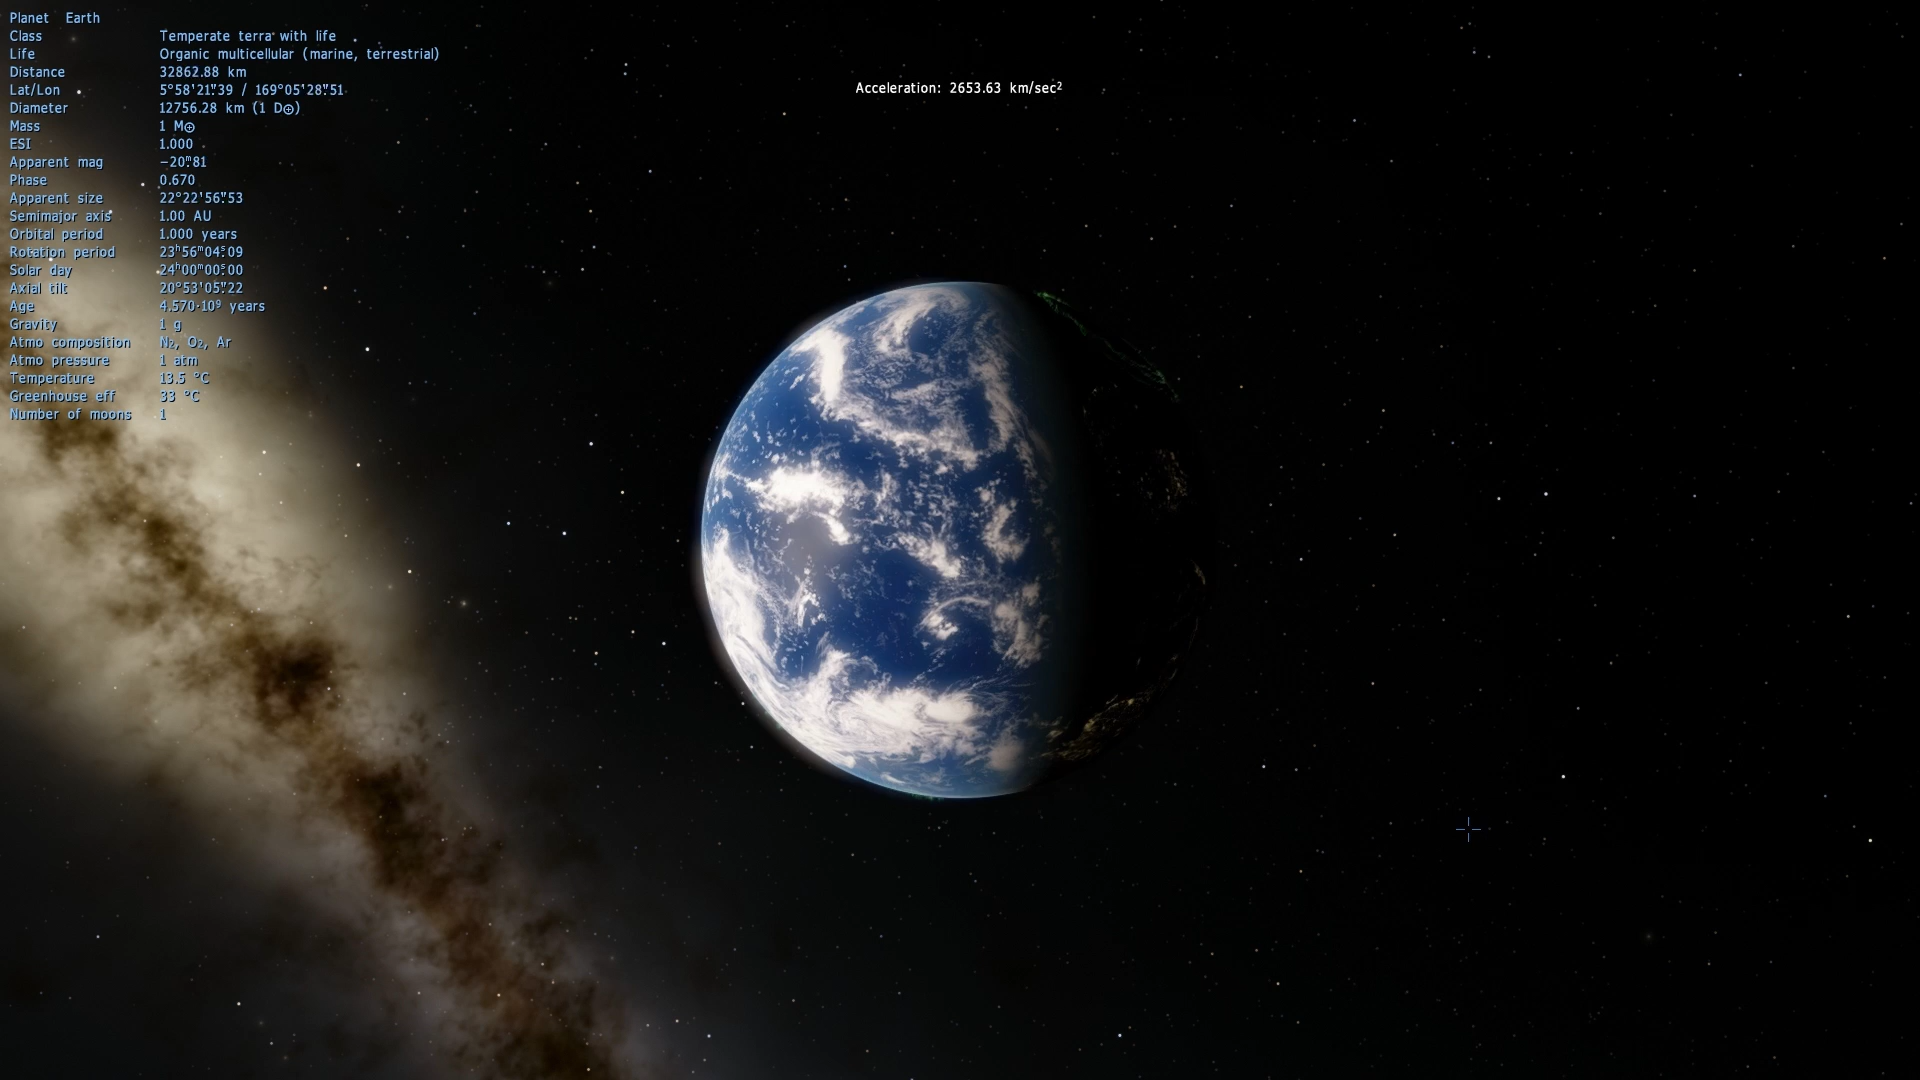 Planet Earth
Class Temperate terra with life
Life Organic multicellular (marine, terrestrial)
Distance 32862.88 km
Lat/Lon 5°58'21"39 / 169°05'28"51
Diameter 12756.28 km (1 D⊕)
Mass 1 M⊕
ESI 1.000
Apparent mag −20ᵐ.81
Phase 0.670
Apparent size 22°22'56"53
Semimajor axis 1.00 AU
Orbital period 1.000 years
Rotation period 23ʰ56ᵐ04ˢ.09
Solar day 24ʰ00ᵐ00ˢ.00
Axial tilt 20°53'05"22
Age 4.570·10⁹ years
Gravity 1 g
Atmo composition N₂, O₂, Ar
Atmo pressure 1 atm
Temperature 13.5 °C
Greenhouse eff 33 °C
Number of moons 1
Acceleration: 2653.63 km/sec²